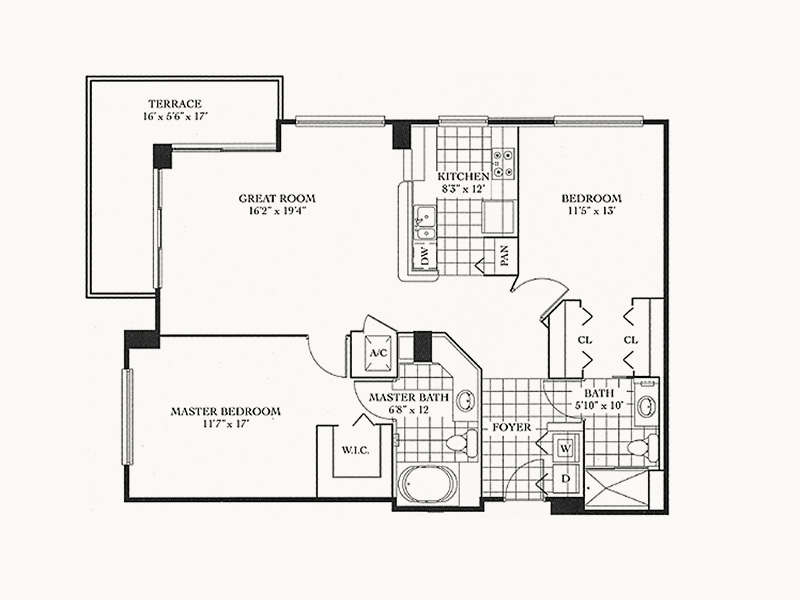 TERRACE
16' x 5'6" x 17'
GREAT ROOM
16'2" x 19'4"
KITCHEN
8'3" x 12'
BEDROOM
11'5" x 13'
DW
PAN
CL
CL
A/C
MASTER BATH
6'8" x 12
BATH
5'10" x 10'
MASTER BEDROOM
11'7" x 17'
FOYER
W.I.C.
W
D